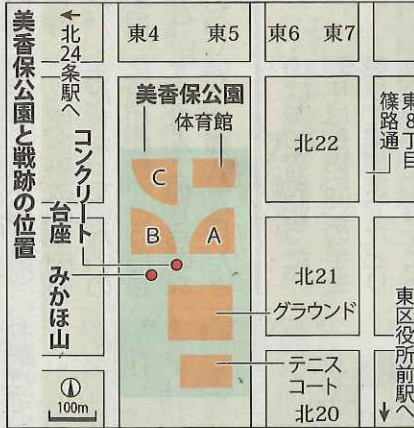 美香保公園と戦跡の位置
←北24条駅へ
東4
東5
東6
東7
東8丁目
篠路通
美香保公園
体育館
北22
C
B
A
コンクリート
台座
みかほ山
北21
グラウンド
テニス
コート
北20
東区役所前駅へ→
100m